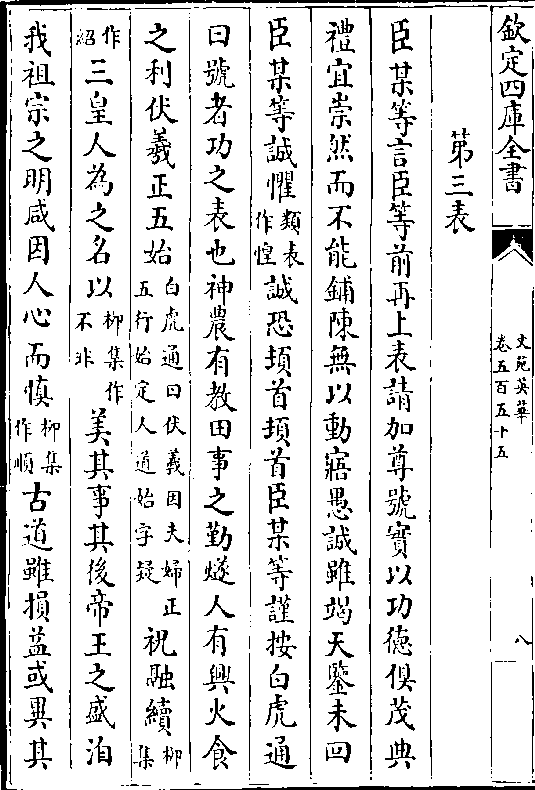 欽定四庫全書
文苑英華
卷五百五十五
八
第三表
臣某等言臣等前再上表請加尊號實以功德俱茂典
禮宜崇然而不能鋪陳無以動寤愚誠雖竭天鑒未回
臣某等誠懼類表作惶誠恐頓首頓首臣某等謹按白虎通
曰號者功之表也神農有教田事之勤燧人有興火食
之利伏羲正五始白虎通曰伏羲因夫婦正五行始定人道始字疑祝融續柳集
作紹三皇人為之名以柳集作不非美其事其後帝王之盛洎
我祖宗之明咸因人心而慎柳集作順古道雖損益或異其